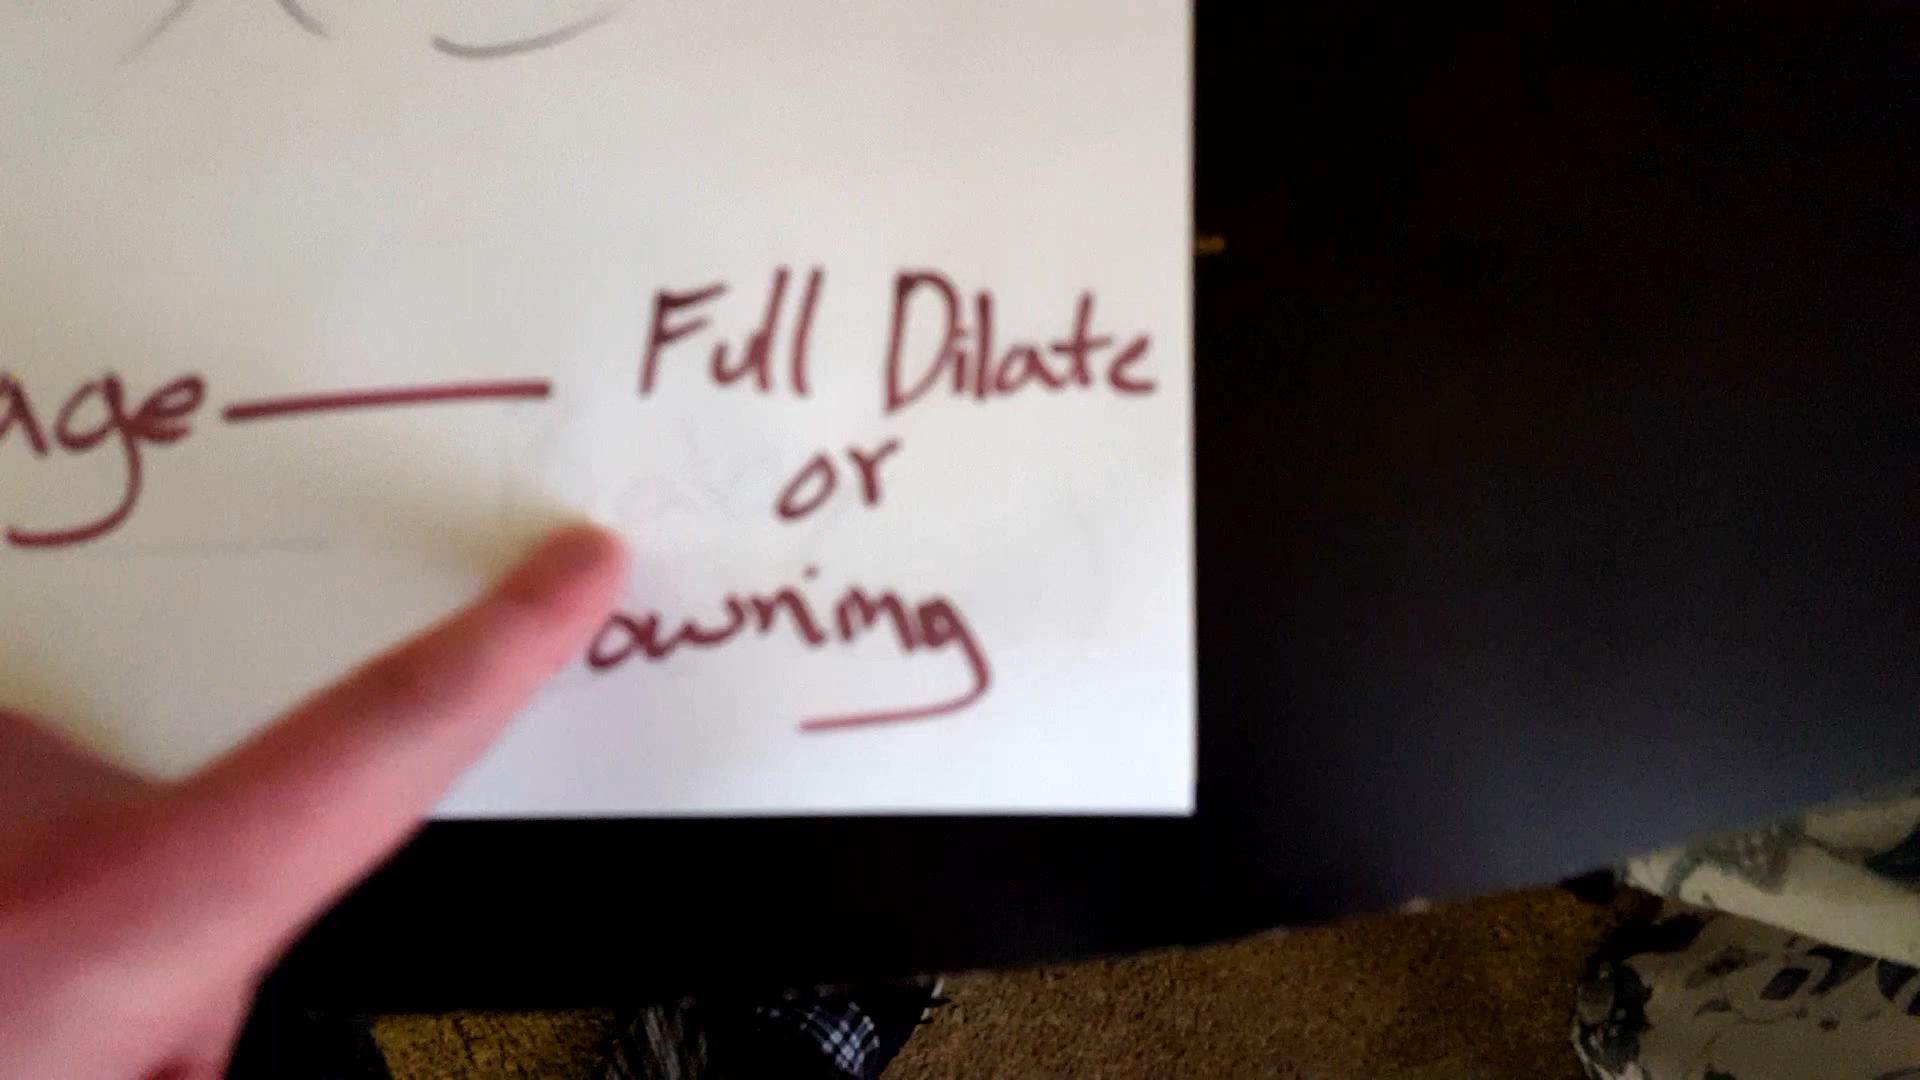 age — Full Dilate
or
owning